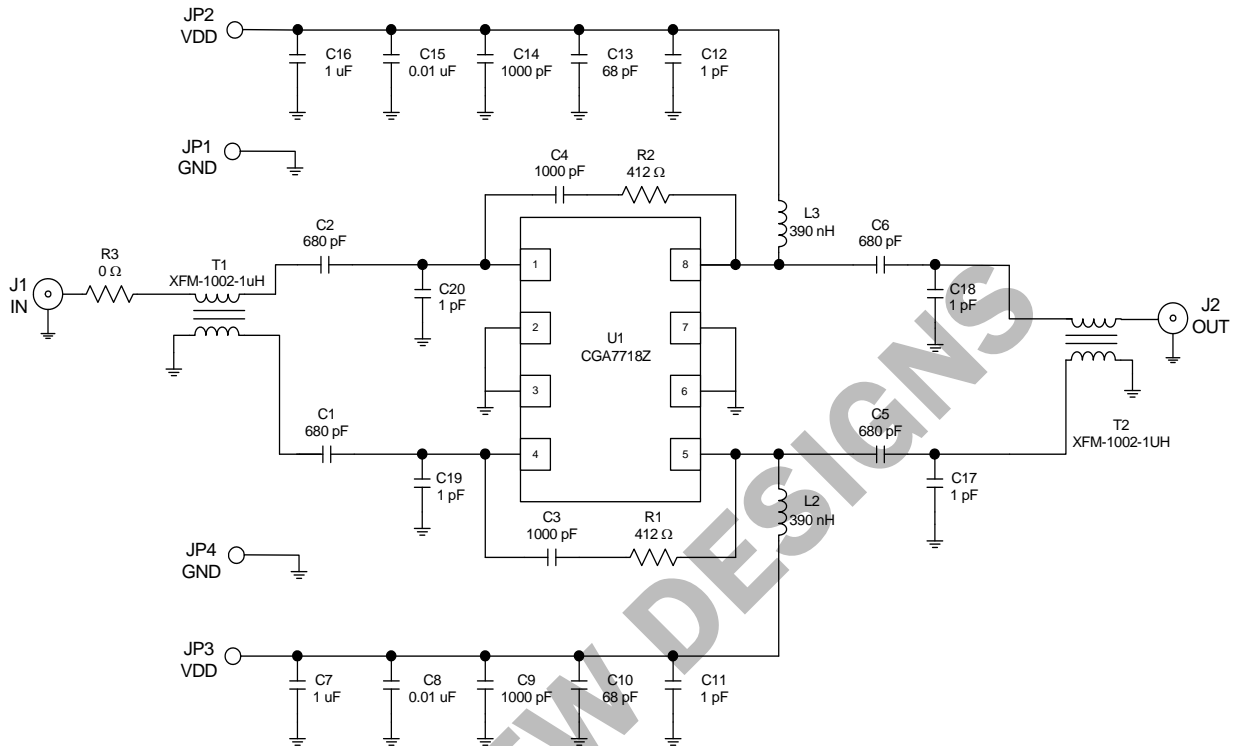 JP2
VDD
C16
1 uF
C15
0.01 uF
C14
1000 pF
C13
68 pF
C12
1 pF
JP1
GND
C4
1000 pF
R2
412 Ω
L3
390 nH
C2
680 pF
C6
680 pF
R3
0 Ω
T1
XFM-1002-1uH
J1
IN
1
8
C20
1 pF
C18
1 pF
J2
OUT
2
7
U1
CGA7718Z
3
6
C1
680 pF
C5
680 pF
T2
XFM-1002-1UH
4
5
C19
1 pF
C17
1 pF
L2
390 nH
C3
1000 pF
R1
412 Ω
JP4
GND
JP3
VDD
C7
1 uF
C8
0.01 uF
C9
1000 pF
C10
68 pF
C11
1 pF
EW DESIGNS